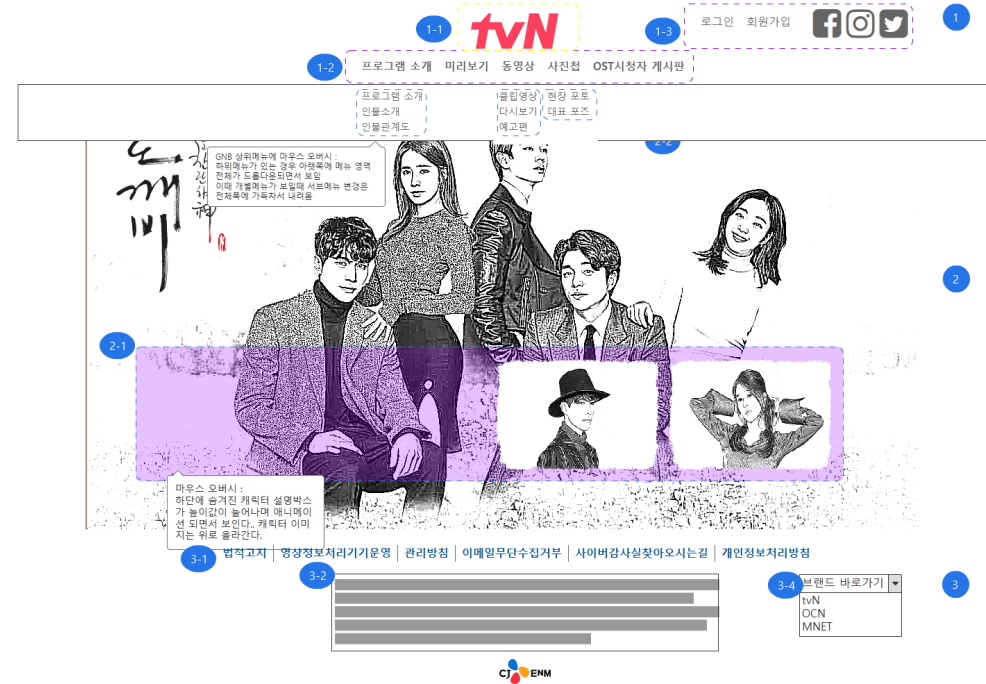 1-1
tvN
1-3
로그인 회원가입
1
1-2
프로그램 소개 미리보기 동영상 사진첩 OST시청자 게시판
프로그램 소개
인물소개
인물관계도
클립영상
다시보기
예고편
현장 포토
대표 포즈
2-2
도깨비
GNB 상위메뉴에 마우스 오버시 :
하위메뉴가 있는 경우 아랫쪽에 메뉴 영역
전체가 드롭다운되면서 보임
이때 개별메뉴가 보일때 서브메뉴 변경은
전체폭에 가득차서 내려옴
2
2-1
마우스 오버시 :
하단에 숨겨진 캐릭터 설명박스
가 높이값이 늘어나며 애니메이
션 되면서 보인다.. 캐릭터 이미
지는 위로 올라간다.
3-1
법적고지 영상정보처리기기운영 관리방침 이메일무단수집거부 사이버감사실찾아오시는길 개인정보처리방침
3-2
3-4
브랜드 바로가기
tvN
OCN
MNET
3
CJ ENM